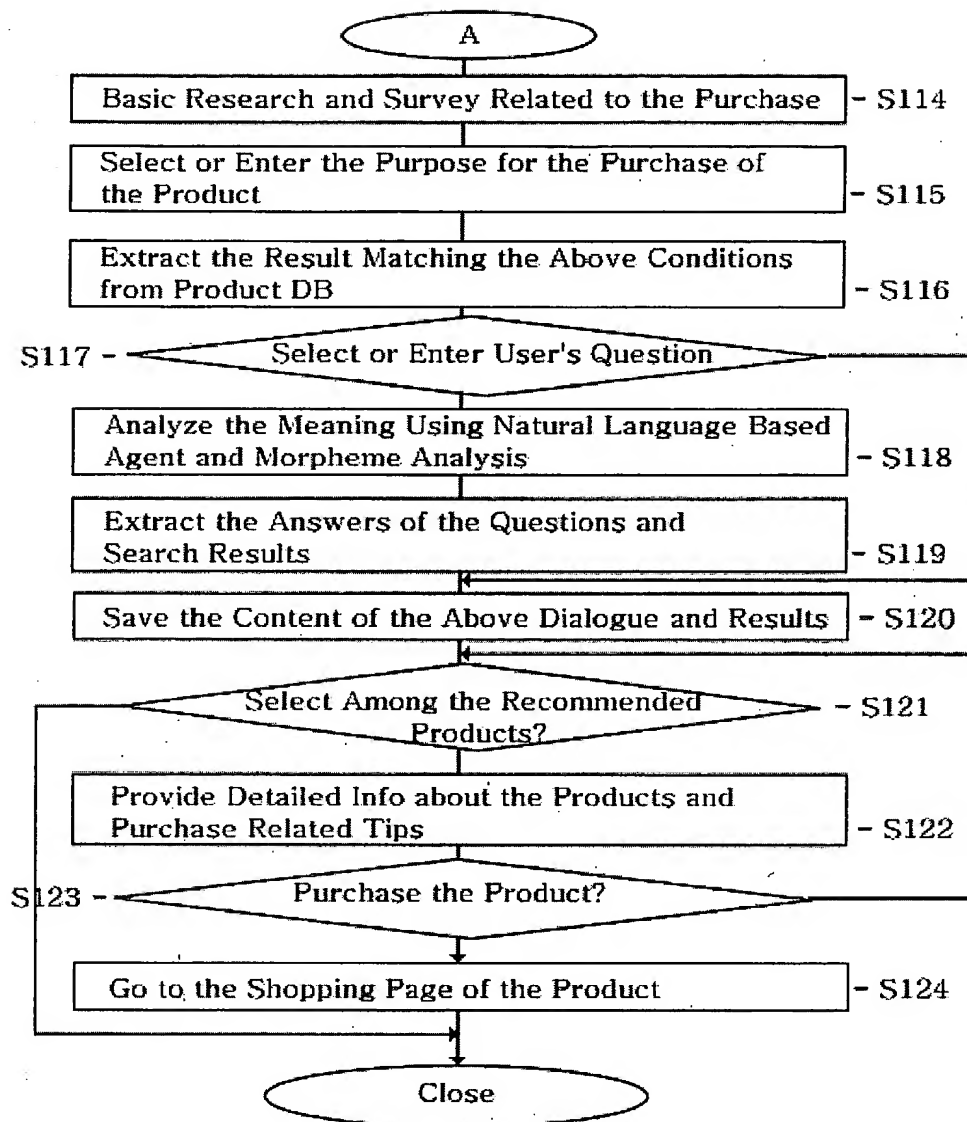 A
Basic Research and Survey Related to the Purchase - S114
Select or Enter the Purpose for the Purchase of
the Product - S115
Extract the Result Matching the Above Conditions
from Product DB - S116
S117 - Select or Enter User's Question
Analyze the Meaning Using Natural Language Based
Agent and Morpheme Analysis - S118
Extract the Answers of the Questions and
Search Results - S119
Save the Content of the Above Dialogue and Results - S120
Select Among the Recommended - S121
Products?
Provide Detailed Info about the Products and
Purchase Related Tips - S122
S123 - Purchase the Product?
Go to the Shopping Page of the Product - S124
Close